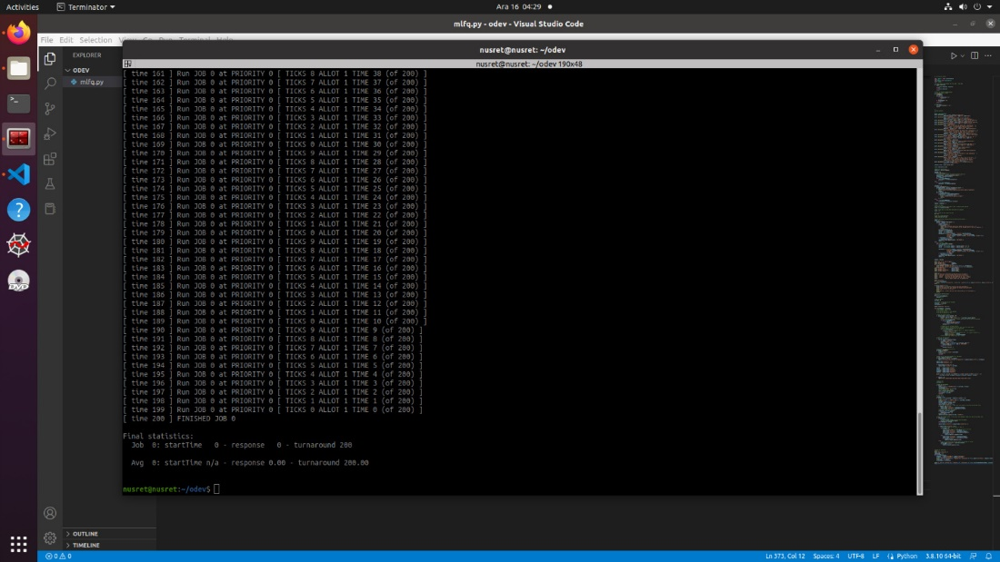 Activities
Terminator
Ara 16 04:29
mlfq.py - odev - Visual Studio Code
File Edit Selection View Go Run Terminal Help
EXPLORER
ODEV
mlfq.py
nusret@nusret: ~/odev
nusret@nusret: ~/odev 190x48
[ time 161 ] Run JOB 0 at PRIORITY 0 [ TICKS 8 ALLOT 1 TIME 38 (of 200) ]
[ time 162 ] Run JOB 0 at PRIORITY 0 [ TICKS 7 ALLOT 1 TIME 37 (of 200) ]
[ time 163 ] Run JOB 0 at PRIORITY 0 [ TICKS 6 ALLOT 1 TIME 36 (of 200) ]
[ time 164 ] Run JOB 0 at PRIORITY 0 [ TICKS 5 ALLOT 1 TIME 35 (of 200) ]
[ time 165 ] Run JOB 0 at PRIORITY 0 [ TICKS 4 ALLOT 1 TIME 34 (of 200) ]
[ time 166 ] Run JOB 0 at PRIORITY 0 [ TICKS 3 ALLOT 1 TIME 33 (of 200) ]
[ time 167 ] Run JOB 0 at PRIORITY 0 [ TICKS 2 ALLOT 1 TIME 32 (of 200) ]
[ time 168 ] Run JOB 0 at PRIORITY 0 [ TICKS 1 ALLOT 1 TIME 31 (of 200) ]
[ time 169 ] Run JOB 0 at PRIORITY 0 [ TICKS 0 ALLOT 1 TIME 30 (of 200) ]
[ time 170 ] Run JOB 0 at PRIORITY 0 [ TICKS 9 ALLOT 1 TIME 29 (of 200) ]
[ time 171 ] Run JOB 0 at PRIORITY 0 [ TICKS 8 ALLOT 1 TIME 28 (of 200) ]
[ time 172 ] Run JOB 0 at PRIORITY 0 [ TICKS 7 ALLOT 1 TIME 27 (of 200) ]
[ time 173 ] Run JOB 0 at PRIORITY 0 [ TICKS 6 ALLOT 1 TIME 26 (of 200) ]
[ time 174 ] Run JOB 0 at PRIORITY 0 [ TICKS 5 ALLOT 1 TIME 25 (of 200) ]
[ time 175 ] Run JOB 0 at PRIORITY 0 [ TICKS 4 ALLOT 1 TIME 24 (of 200) ]
[ time 176 ] Run JOB 0 at PRIORITY 0 [ TICKS 3 ALLOT 1 TIME 23 (of 200) ]
[ time 177 ] Run JOB 0 at PRIORITY 0 [ TICKS 2 ALLOT 1 TIME 22 (of 200) ]
[ time 178 ] Run JOB 0 at PRIORITY 0 [ TICKS 1 ALLOT 1 TIME 21 (of 200) ]
[ time 179 ] Run JOB 0 at PRIORITY 0 [ TICKS 0 ALLOT 1 TIME 20 (of 200) ]
[ time 180 ] Run JOB 0 at PRIORITY 0 [ TICKS 9 ALLOT 1 TIME 19 (of 200) ]
[ time 181 ] Run JOB 0 at PRIORITY 0 [ TICKS 8 ALLOT 1 TIME 18 (of 200) ]
[ time 182 ] Run JOB 0 at PRIORITY 0 [ TICKS 7 ALLOT 1 TIME 17 (of 200) ]
[ time 183 ] Run JOB 0 at PRIORITY 0 [ TICKS 6 ALLOT 1 TIME 16 (of 200) ]
[ time 184 ] Run JOB 0 at PRIORITY 0 [ TICKS 5 ALLOT 1 TIME 15 (of 200) ]
[ time 185 ] Run JOB 0 at PRIORITY 0 [ TICKS 4 ALLOT 1 TIME 14 (of 200) ]
[ time 186 ] Run JOB 0 at PRIORITY 0 [ TICKS 3 ALLOT 1 TIME 13 (of 200) ]
[ time 187 ] Run JOB 0 at PRIORITY 0 [ TICKS 2 ALLOT 1 TIME 12 (of 200) ]
[ time 188 ] Run JOB 0 at PRIORITY 0 [ TICKS 1 ALLOT 1 TIME 11 (of 200) ]
[ time 189 ] Run JOB 0 at PRIORITY 0 [ TICKS 0 ALLOT 1 TIME 10 (of 200) ]
[ time 190 ] Run JOB 0 at PRIORITY 0 [ TICKS 9 ALLOT 1 TIME 9 (of 200) ]
[ time 191 ] Run JOB 0 at PRIORITY 0 [ TICKS 8 ALLOT 1 TIME 8 (of 200) ]
[ time 192 ] Run JOB 0 at PRIORITY 0 [ TICKS 7 ALLOT 1 TIME 7 (of 200) ]
[ time 193 ] Run JOB 0 at PRIORITY 0 [ TICKS 6 ALLOT 1 TIME 6 (of 200) ]
[ time 194 ] Run JOB 0 at PRIORITY 0 [ TICKS 5 ALLOT 1 TIME 5 (of 200) ]
[ time 195 ] Run JOB 0 at PRIORITY 0 [ TICKS 4 ALLOT 1 TIME 4 (of 200) ]
[ time 196 ] Run JOB 0 at PRIORITY 0 [ TICKS 3 ALLOT 1 TIME 3 (of 200) ]
[ time 197 ] Run JOB 0 at PRIORITY 0 [ TICKS 2 ALLOT 1 TIME 2 (of 200) ]
[ time 198 ] Run JOB 0 at PRIORITY 0 [ TICKS 1 ALLOT 1 TIME 1 (of 200) ]
[ time 199 ] Run JOB 0 at PRIORITY 0 [ TICKS 0 ALLOT 1 TIME 0 (of 200) ]
[ time 200 ] FINISHED JOB 0
Final statistics:
Job 0: startTime 0 - response 0 - turnaround 200
Avg 0: startTime n/a - response 0.00 - turnaround 200.00
nusret@nusret:~/odev$
OUTLINE
TIMELINE
0 0
Ln 373, Col 12 Spaces: 4 UTF-8 LF Python 3.8.10 64-bit
DVD